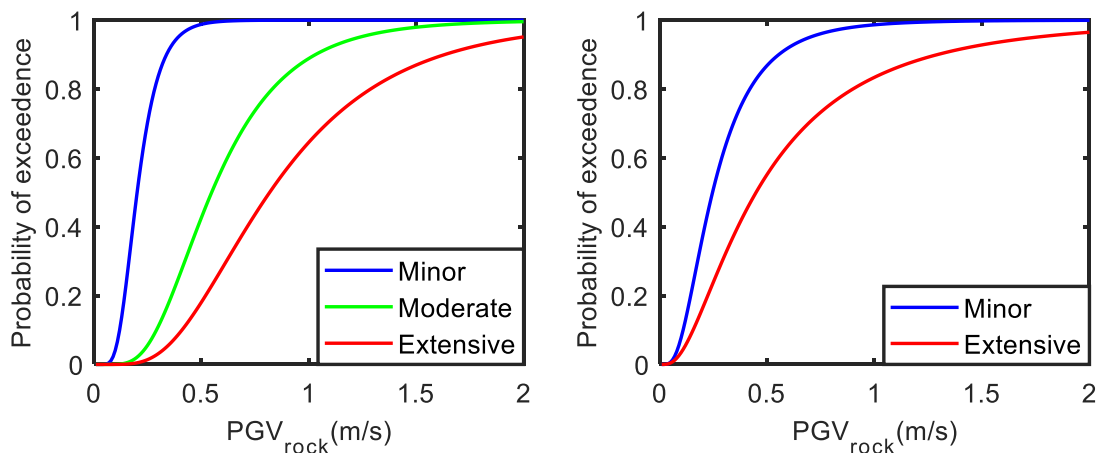 Probability of exceedence
1
0.8
0.6
0.4
0.2
0
0 0.5 1 1.5 2
PGV_rock(m/s)
Minor
Moderate
Extensive
Probability of exceedence
1
0.8
0.6
0.4
0.2
0
0 0.5 1 1.5 2
PGV_rock(m/s)
Minor
Extensive